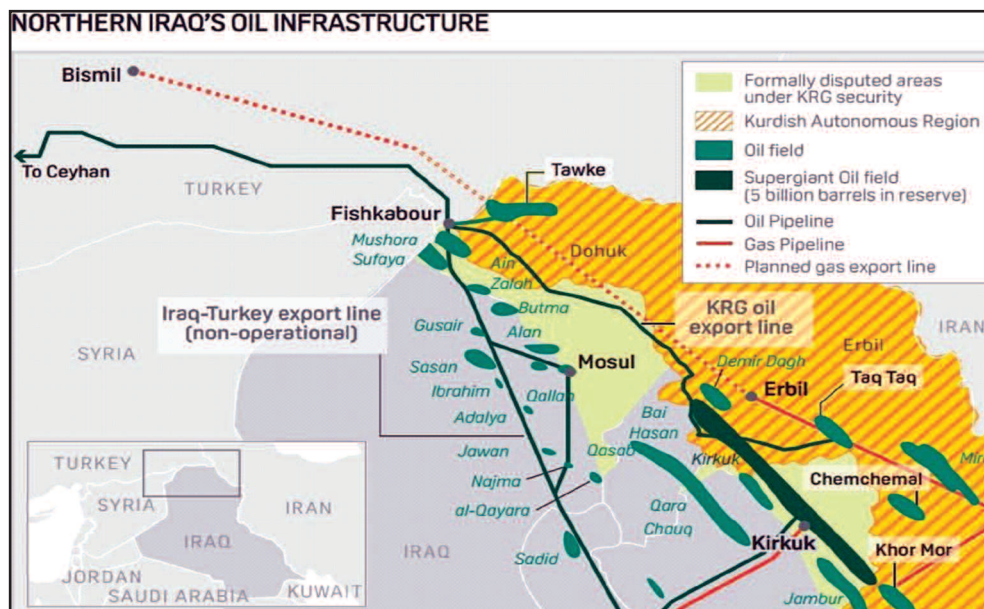 NORTHERN IRAQ'S OIL INFRASTRUCTURE
Bismil
To Ceyhan
TURKEY
Tawke
Fishkabour
Mushora
Sufaya
Dohuk
Ain
Zalah
Butma
Iraq-Turkey export line
(non-operational)
Gusair
Alan
KRG oil
export line
SYRIA
Sasan
Mosul
Demir Dagh
Erbil
IRAN
Ibrahim
Qallan
Erbil
Taq Taq
Adalya
Bai
Hasan
Jawan
Qasab
Kirkuk
Najma
Chemchemal
al-Qayara
Qara
Chauq
Kirkuk
Khor Mor
Sadid
IRAQ
Jambur
Formally disputed areas
under KRG security
Kurdish Autonomous Region
Oil field
Supergiant Oil field
(5 billion barrels in reserve)
Oil Pipeline
Gas Pipeline
Planned gas export line
TURKEY
SYRIA
IRAN
IRAQ
JORDAN
SAUDI ARABIA
KUWAIT